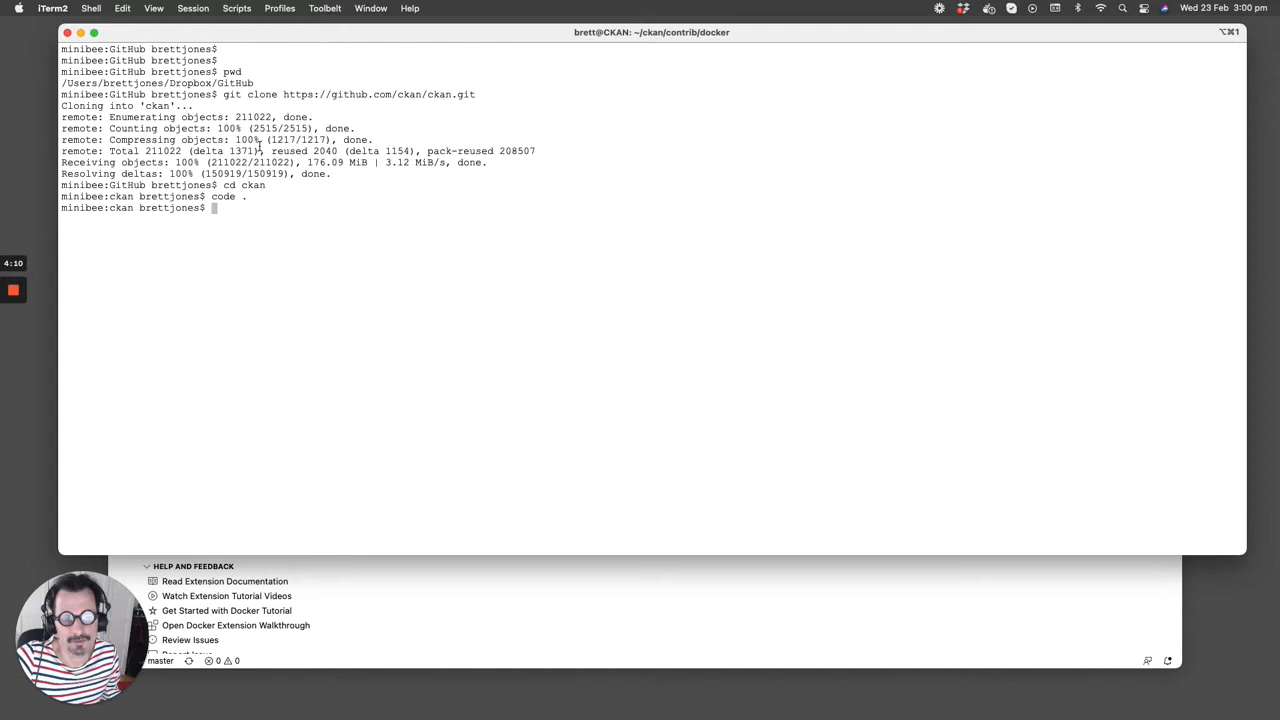 iTerm2 Shell Edit View Session Scripts Profiles Toolbelt Window Help Wed 23 Feb 3:00 pm
brett@CKAN: ~/ckan/contrib/docker
⌥⌘1
minibee:GitHub brettjones$
minibee:GitHub brettjones$
minibee:GitHub brettjones$ pwd
/Users/brettjones/Dropbox/GitHub
minibee:GitHub brettjones$ git clone https://github.com/ckan/ckan.git
Cloning into 'ckan'...
remote: Enumerating objects: 211022, done.
remote: Counting objects: 100% (2515/2515), done.
remote: Compressing objects: 100% (1217/1217), done.
remote: Total 211022 (delta 1371), reused 2040 (delta 1154), pack-reused 208507
Receiving objects: 100% (211022/211022), 176.09 MiB | 3.12 MiB/s, done.
Resolving deltas: 100% (150919/150919), done.
minibee:GitHub brettjones$ cd ckan
minibee:ckan brettjones$ code .
minibee:ckan brettjones$
4:10
HELP AND FEEDBACK
Read Extension Documentation
Watch Extension Tutorial Videos
Get Started with Docker Tutorial
Open Docker Extension Walkthrough
Review Issues
master 0 0